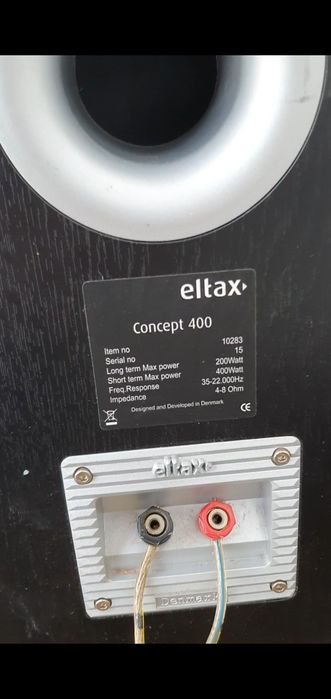 eltax
Concept 400
Item no 10283
Serial no 15
Long term Max power 200Watt
Short term Max power 400Watt
Freq.Response 35-22.000Hz
Impedance 4-8 Ohm
Designed and Developed in Denmark CE
eltax
Denmark